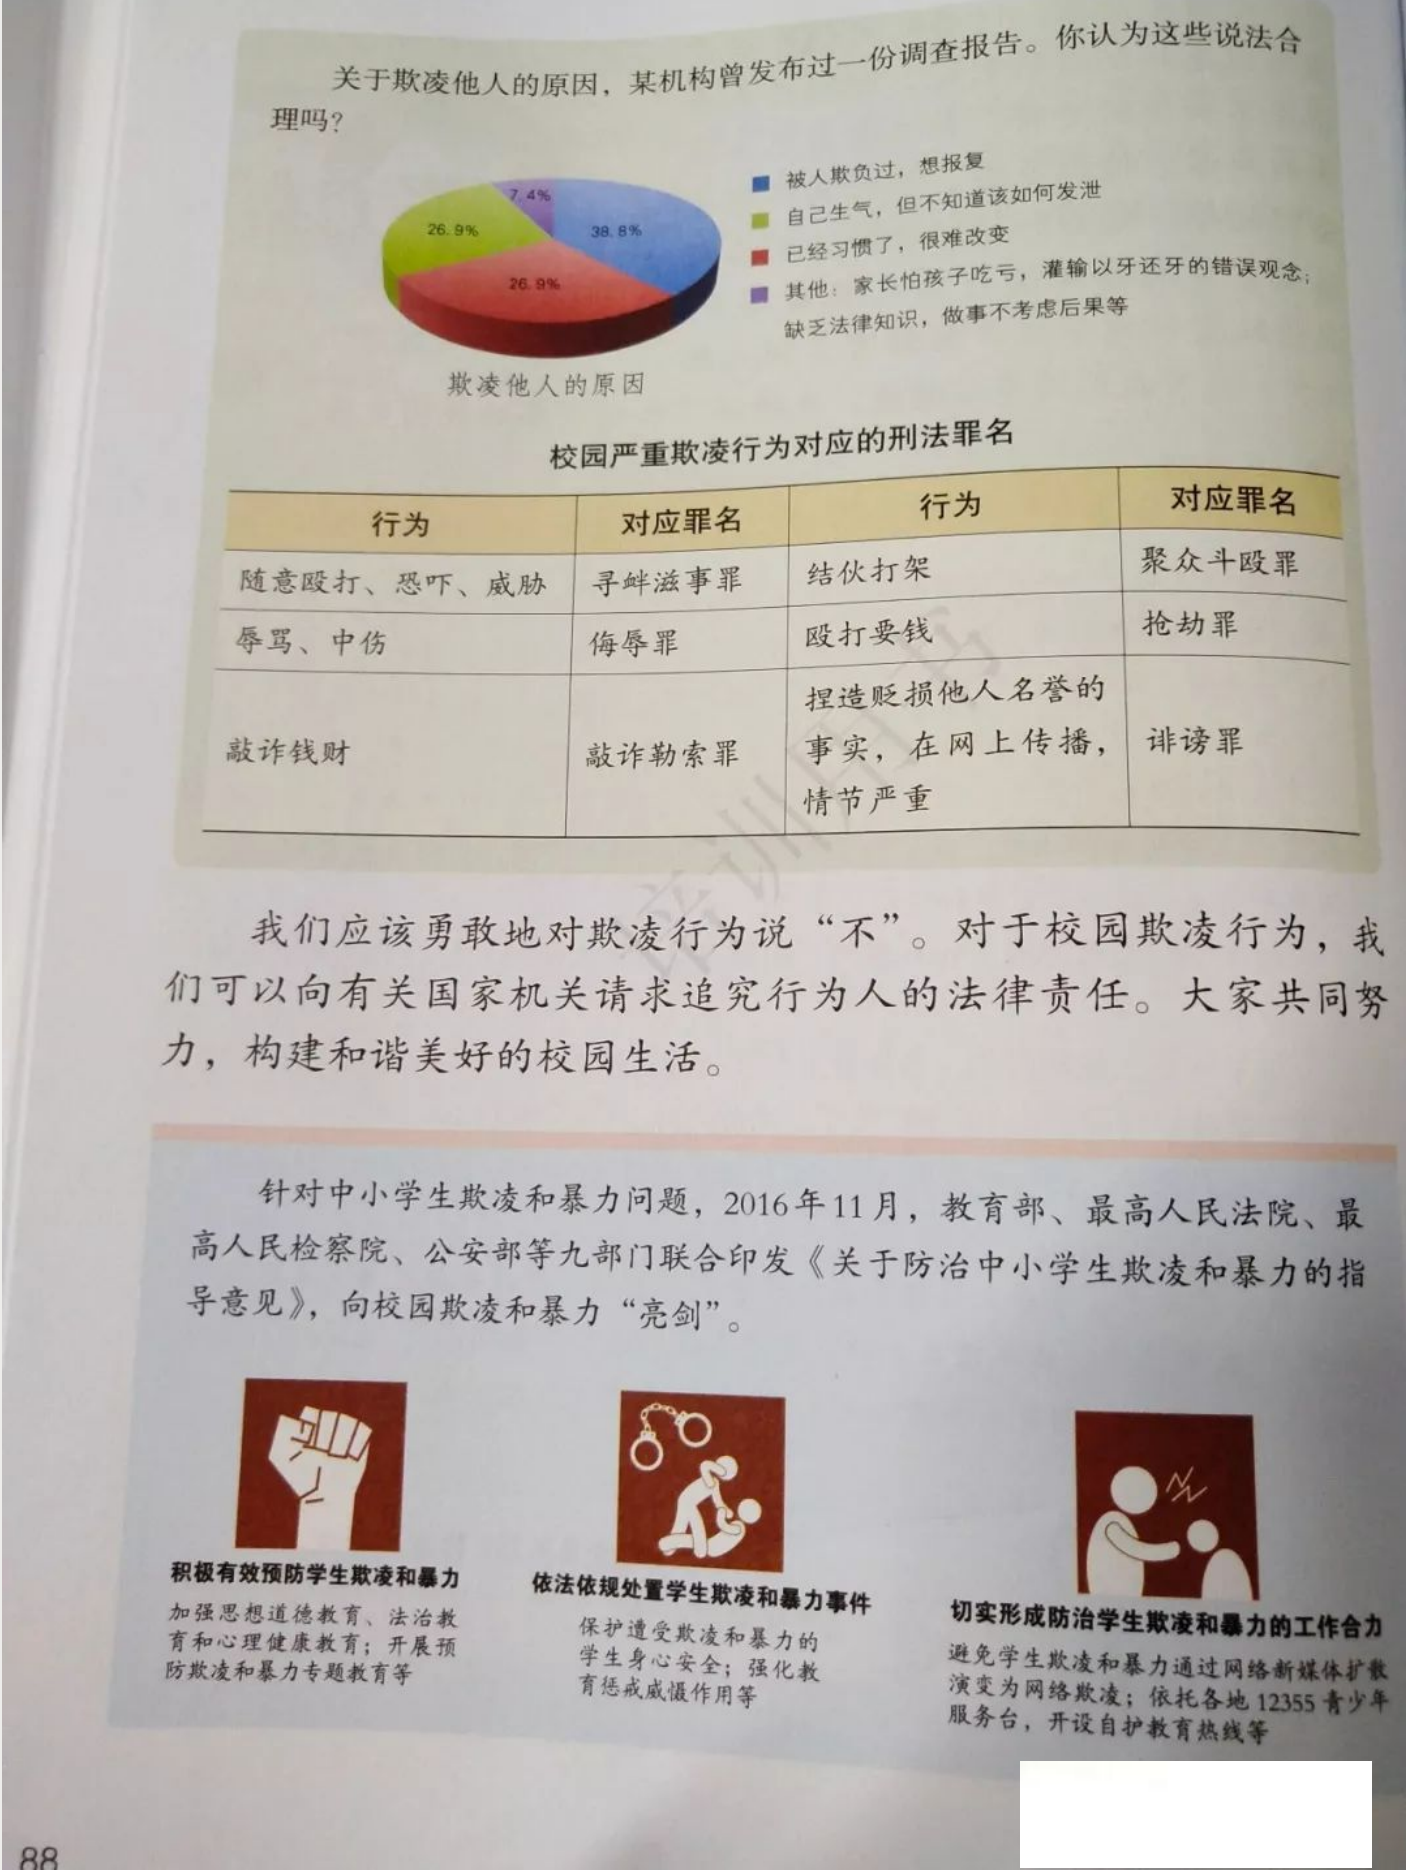 关于欺凌他人的原因，某机构曾发布过一份调查报告。你认为这些说法合
理吗？
7.4%
26.9%
38.8%
26.9%
被人欺负过，想报复
自己生气，但不知道该如何发泄
已经习惯了，很难改变
其他：家长怕孩子吃亏，灌输以牙还牙的错误观念；
缺乏法律知识，做事不考虑后果等
欺凌他人的原因
校园严重欺凌行为对应的刑法罪名
行为 对应罪名 行为 对应罪名
随意殴打、恐吓、威胁 寻衅滋事罪 结伙打架 聚众斗殴罪
辱骂、中伤 侮辱罪 殴打要钱 抢劫罪
敲诈钱财 敲诈勒索罪 捏造贬损他人名誉的
事实，在网上传播， 诽谤罪
情节严重
培训用书
我们应该勇敢地对欺凌行为说“不”。对于校园欺凌行为，我
们可以向有关国家机关请求追究行为人的法律责任。大家共同努
力，构建和谐美好的校园生活。
针对中小学生欺凌和暴力问题，2016年11月，教育部、最高人民法院、最
高人民检察院、公安部等九部门联合印发《关于防治中小学生欺凌和暴力的指
导意见》，向校园欺凌和暴力“亮剑”。
积极有效预防学生欺凌和暴力
加强思想道德教育、法治教
育和心理健康教育；开展预
防欺凌和暴力专题教育等
依法依规处置学生欺凌和暴力事件
保护遭受欺凌和暴力的
学生身心安全；强化教
育惩戒威慑作用等
切实形成防治学生欺凌和暴力的工作合力
避免学生欺凌和暴力通过网络新媒体扩散
演变为网络欺凌；依托各地12355青少年
服务台，开设自护教育热线等
88